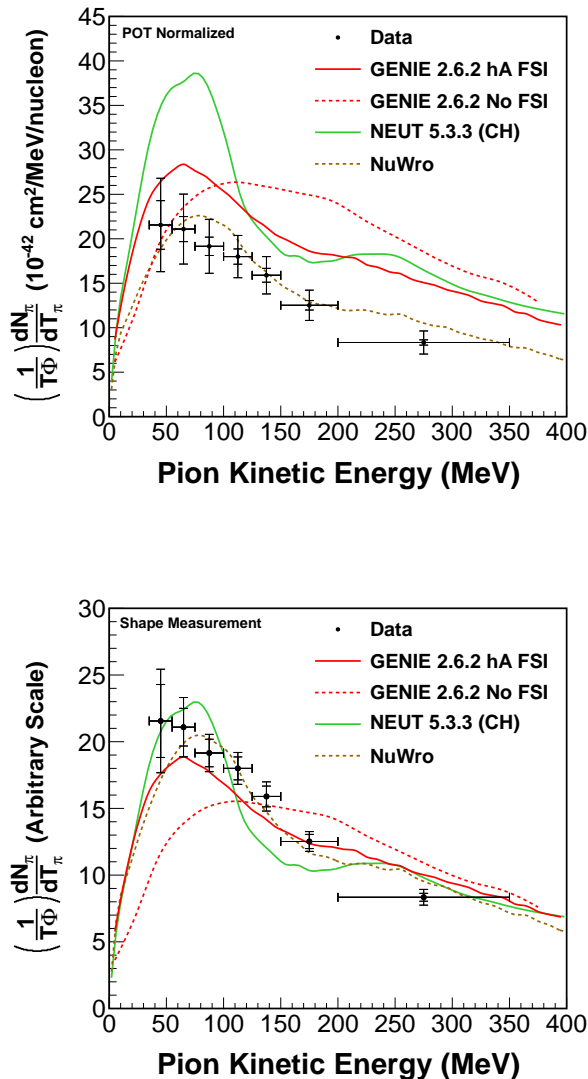 45
POT Normalized
Data
40
GENIE 2.6.2 hA FSI
35
GENIE 2.6.2 No FSI
30
NEUT 5.3.3 (CH)
25
NuWro
20
15
10
5
0
0 50 100 150 200 250 300 350 400
(1/TΦ) dNπ/dTπ (10⁻⁴² cm²/MeV/nucleon)
Pion Kinetic Energy (MeV)
30
Shape Measurement
Data
25
GENIE 2.6.2 hA FSI
GENIE 2.6.2 No FSI
20
NEUT 5.3.3 (CH)
NuWro
15
10
5
0
0 50 100 150 200 250 300 350 400
(1/TΦ) dNπ/dTπ (Arbitrary Scale)
Pion Kinetic Energy (MeV)